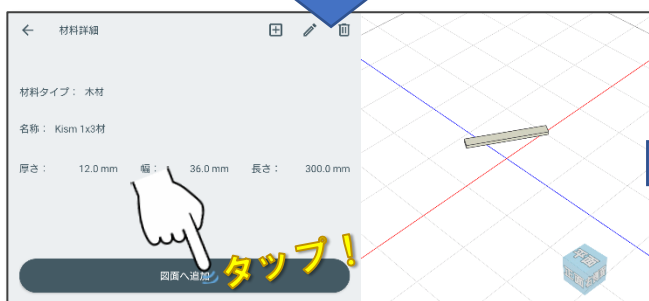 材料詳細
材料タイプ： 木材
名称： Kism 1x3材
厚さ： 12.0 mm 幅： 36.0 mm 長さ： 300.0 mm
図面へ追加
タップ！
平面